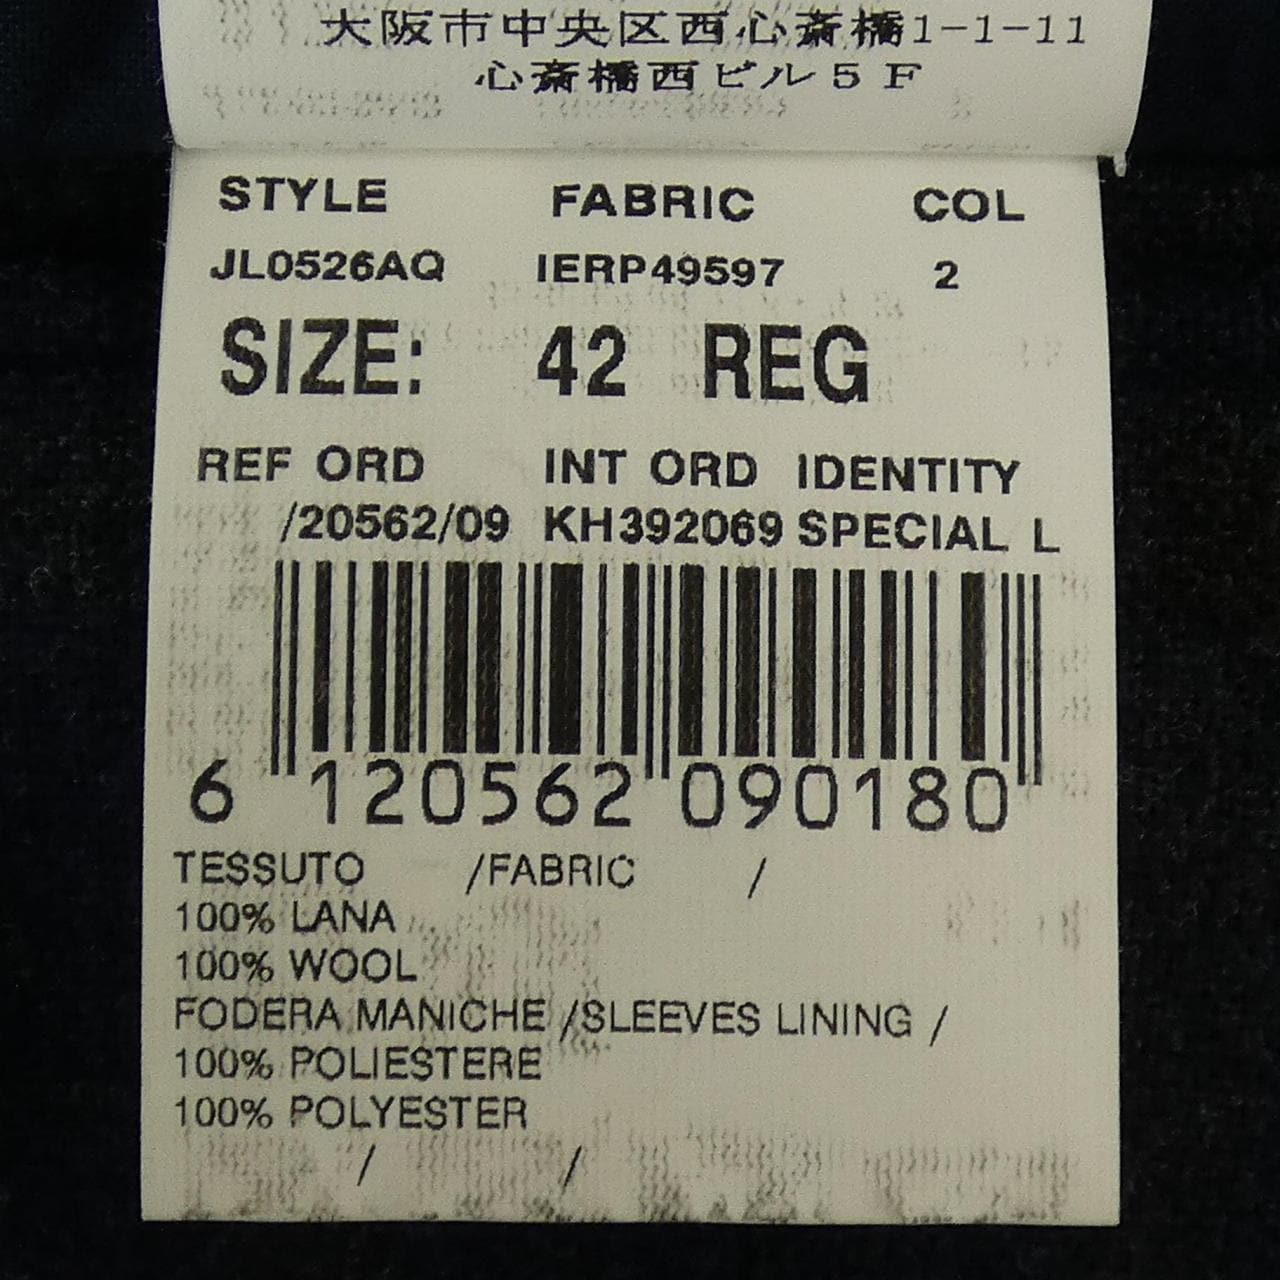 大阪市中央区西心斎橋1-1-11
心斎橋西ビル5F
STYLE FABRIC COL
JL0526AQ IERP49597 2
SIZE: 42 REG
REF ORD INT ORD IDENTITY
/20562/09 KH392069 SPECIAL L
6 120562 090180
TESSUTO /FABRIC /
100% LANA
100% WOOL
FODERA MANICHE /SLEEVES LINING /
100% POLIESTERE
100% POLYESTER
/ /